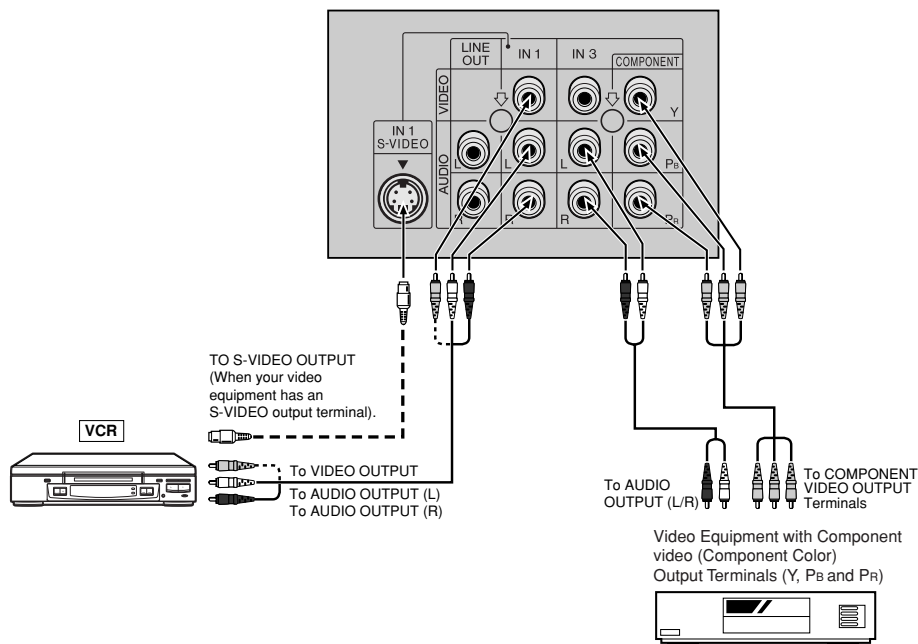 LINE
OUT
IN 1
IN 3
COMPONENT
VIDEO
Y
IN 1
S-VIDEO
AUDIO
L
L
L
PB
R
R
R
PR
TO S-VIDEO OUTPUT
(When your video
equipment has an
S-VIDEO output terminal).
VCR
To VIDEO OUTPUT
To AUDIO OUTPUT (L)
To AUDIO OUTPUT (R)
To AUDIO
OUTPUT (L/R)
To COMPONENT
VIDEO OUTPUT
Terminals
Video Equipment with Component
video (Component Color)
Output Terminals (Y, PB and PR)